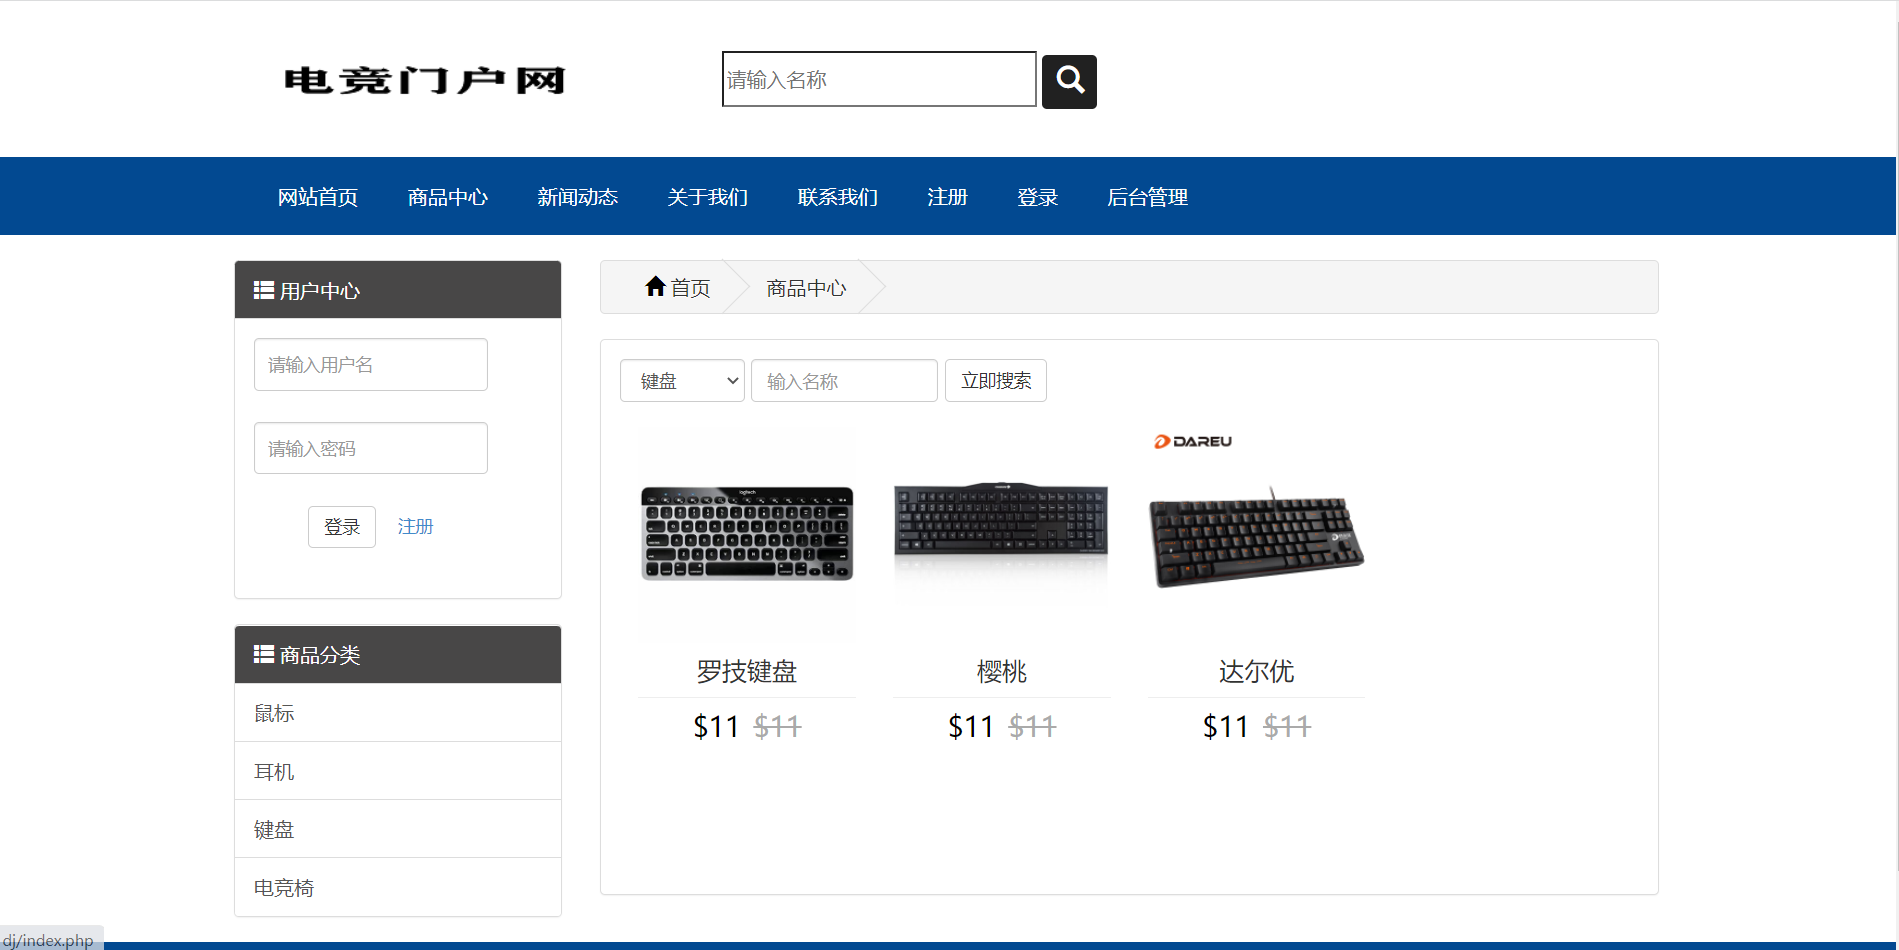 电竞门户网
请输入名称
网站首页 商品中心 新闻动态 关于我们 联系我们 注册 登录 后台管理
用户中心
请输入用户名
请输入密码
登录 注册
商品分类
鼠标
耳机
键盘
电竞椅
首页 商品中心
键盘 输入名称 立即搜索
logitech
DAREU
罗技键盘 樱桃 达尔优
$11 $11 $11 $11 $11 $11
dj/index.php